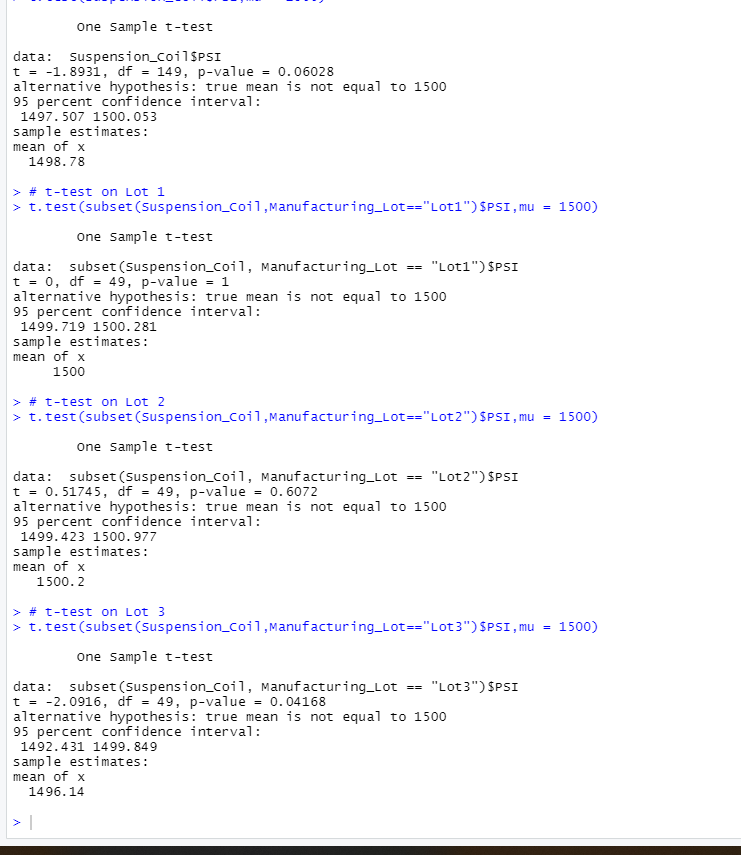 One Sample t-test
data:  Suspension_Coil$PSI
t = -1.8931, df = 149, p-value = 0.06028
alternative hypothesis: true mean is not equal to 1500
95 percent confidence interval:
 1497.507 1500.053
sample estimates:
mean of x
  1498.78
> # t-test on Lot 1
> t.test(subset(Suspension_Coil,Manufacturing_Lot=="Lot1")$PSI,mu = 1500)
One Sample t-test
data:  subset(Suspension_Coil, Manufacturing_Lot == "Lot1")$PSI
t = 0, df = 49, p-value = 1
alternative hypothesis: true mean is not equal to 1500
95 percent confidence interval:
 1499.719 1500.281
sample estimates:
mean of x
     1500
> # t-test on Lot 2
> t.test(subset(Suspension_Coil,Manufacturing_Lot=="Lot2")$PSI,mu = 1500)
One Sample t-test
data:  subset(Suspension_Coil, Manufacturing_Lot == "Lot2")$PSI
t = 0.51745, df = 49, p-value = 0.6072
alternative hypothesis: true mean is not equal to 1500
95 percent confidence interval:
 1499.423 1500.977
sample estimates:
mean of x
   1500.2
> # t-test on Lot 3
> t.test(subset(Suspension_Coil,Manufacturing_Lot=="Lot3")$PSI,mu = 1500)
One Sample t-test
data:  subset(Suspension_Coil, Manufacturing_Lot == "Lot3")$PSI
t = -2.0916, df = 49, p-value = 0.04168
alternative hypothesis: true mean is not equal to 1500
95 percent confidence interval:
 1492.431 1499.849
sample estimates:
mean of x
  1496.14
>